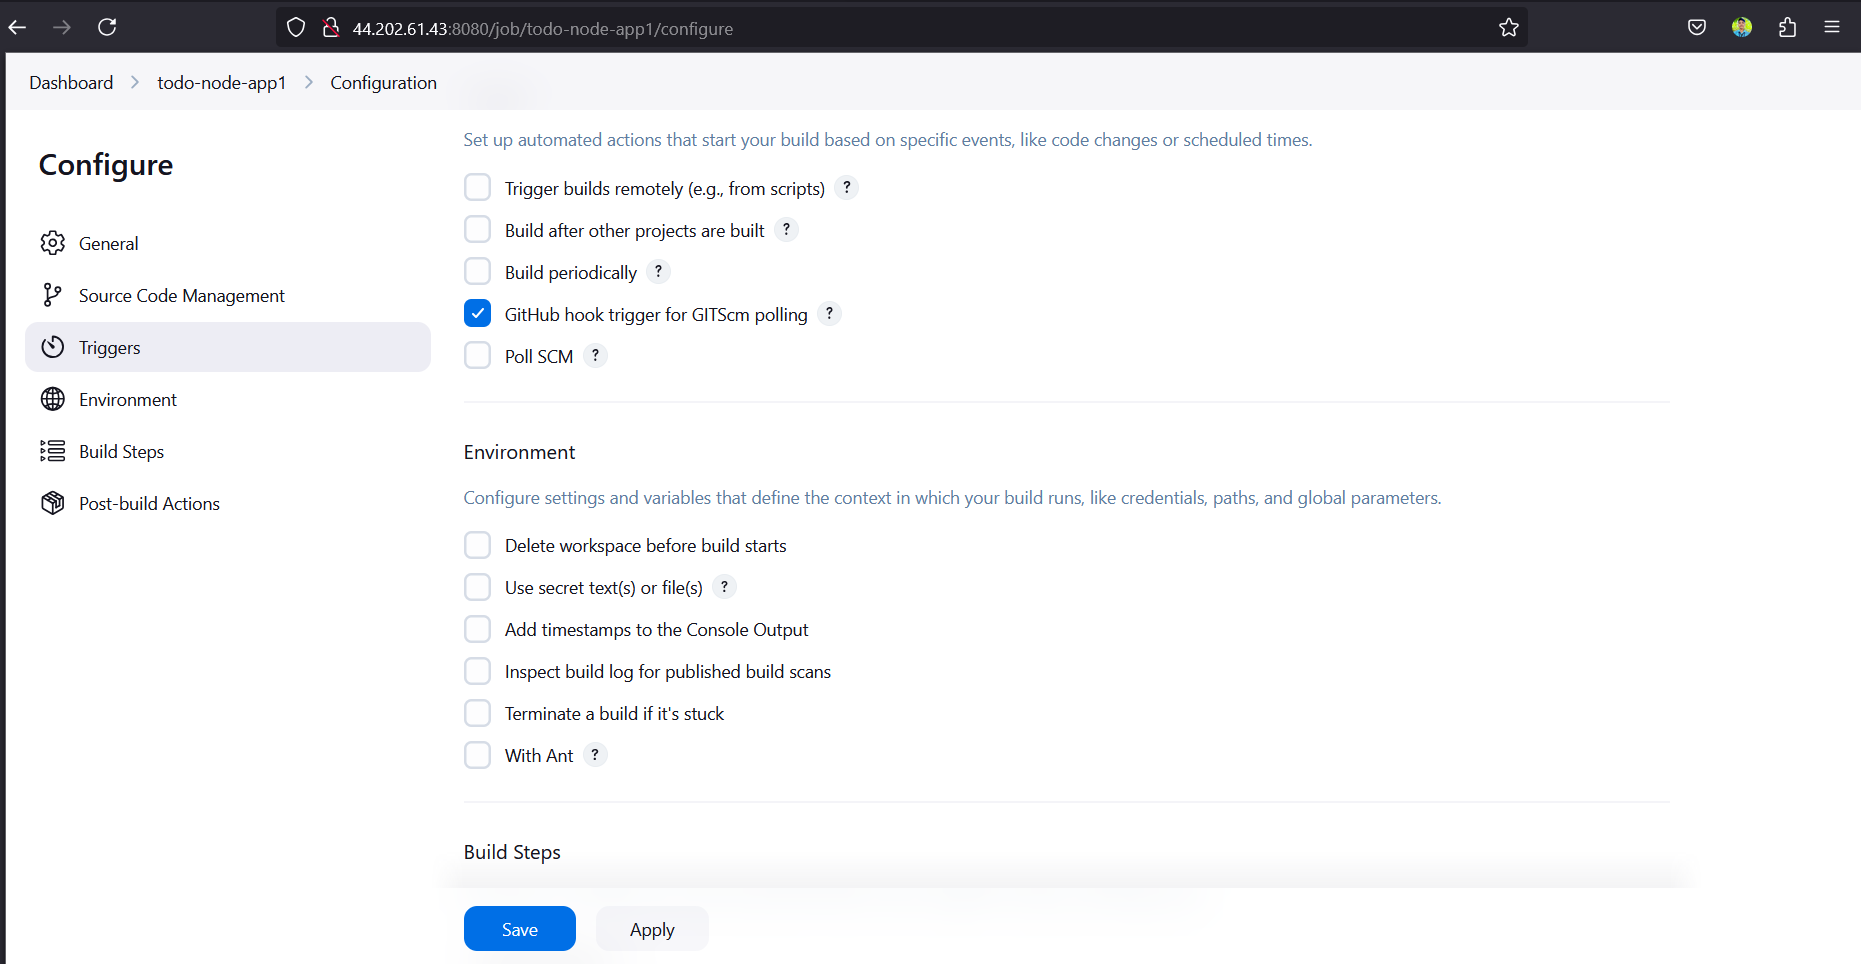 44.202.61.43:8080/job/todo-node-app1/configure
Dashboard > todo-node-app1 > Configuration
Configure
General
Source Code Management
Triggers
Environment
Build Steps
Post-build Actions
Set up automated actions that start your build based on specific events, like code changes or scheduled times.
Trigger builds remotely (e.g., from scripts) ?
Build after other projects are built ?
Build periodically ?
GitHub hook trigger for GITScm polling ?
Poll SCM ?
Environment
Configure settings and variables that define the context in which your build runs, like credentials, paths, and global parameters.
Delete workspace before build starts
Use secret text(s) or file(s) ?
Add timestamps to the Console Output
Inspect build log for published build scans
Terminate a build if it's stuck
With Ant ?
Build Steps
Save Apply